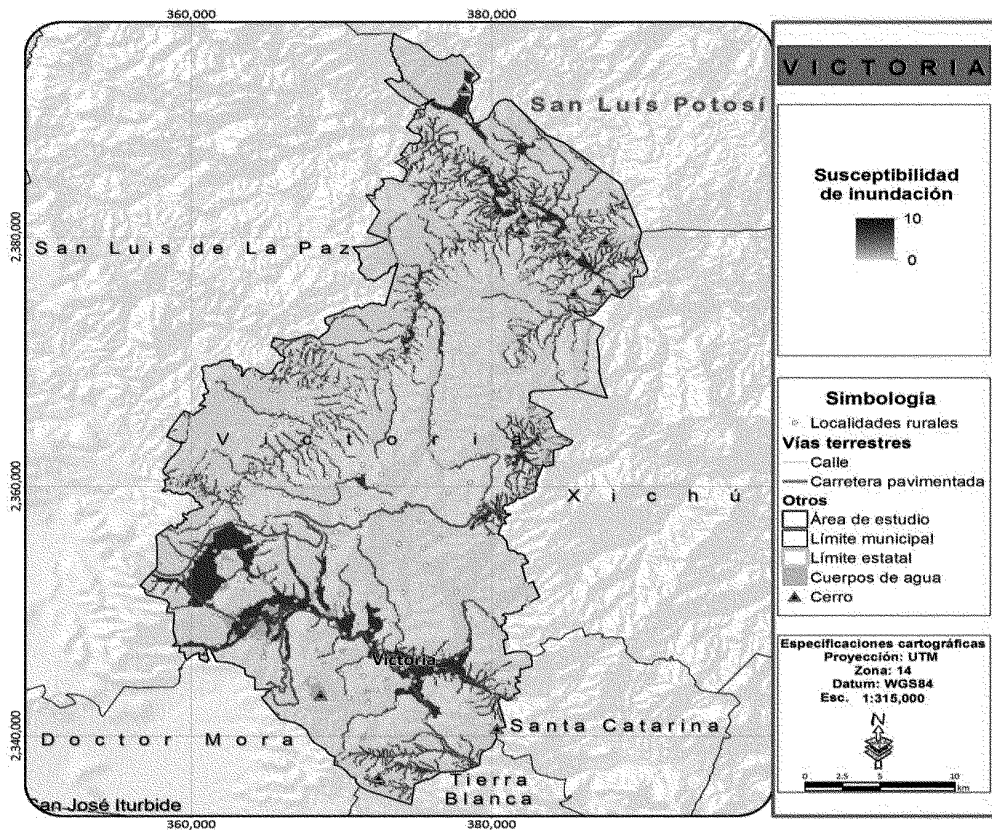 360,000
380,000
San Luis Potosí
San Luis de La Paz
2,380,000
Victoria
2,360,000
Xichú
Victoria
Santa Catarina
2,340,000
Doctor Mora
Tierra
Blanca
San José Iturbide
360,000
380,000
VICTORIA
Susceptibilidad
de inundación
10
0
Simbología
Localidades rurales
Vías terrestres
Calle
Carretera pavimentada
Otros
Área de estudio
Límite municipal
Límite estatal
Cuerpos de agua
Cerro
Especificaciones cartográficas
Proyección: UTM
Zona: 14
Datum: WGS84
Esc. 1:315,000
N
0 2.5 5 10
km